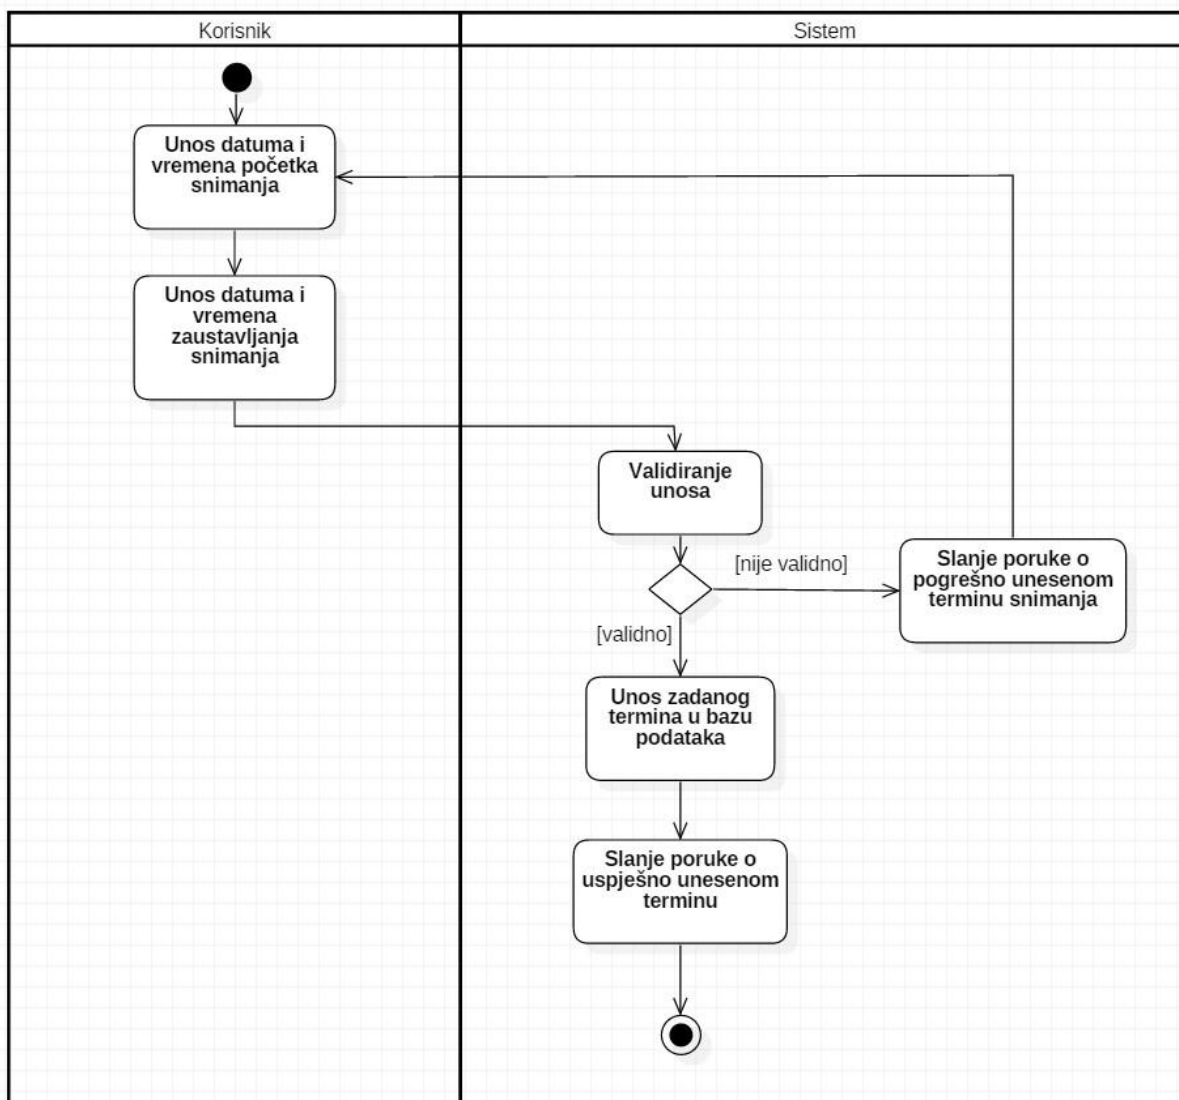 Korisnik
Sistem
Unos datuma i
vremena početka
snimanja
Unos datuma i
vremena
zaustavljanja
snimanja
Validiranje
unosa
[nije validno]
Slanje poruke o
pogrešno unesenom
terminu snimanja
[validno]
Unos zadanog
termina u bazu
podataka
Slanje poruke o
uspješno unesenom
terminu